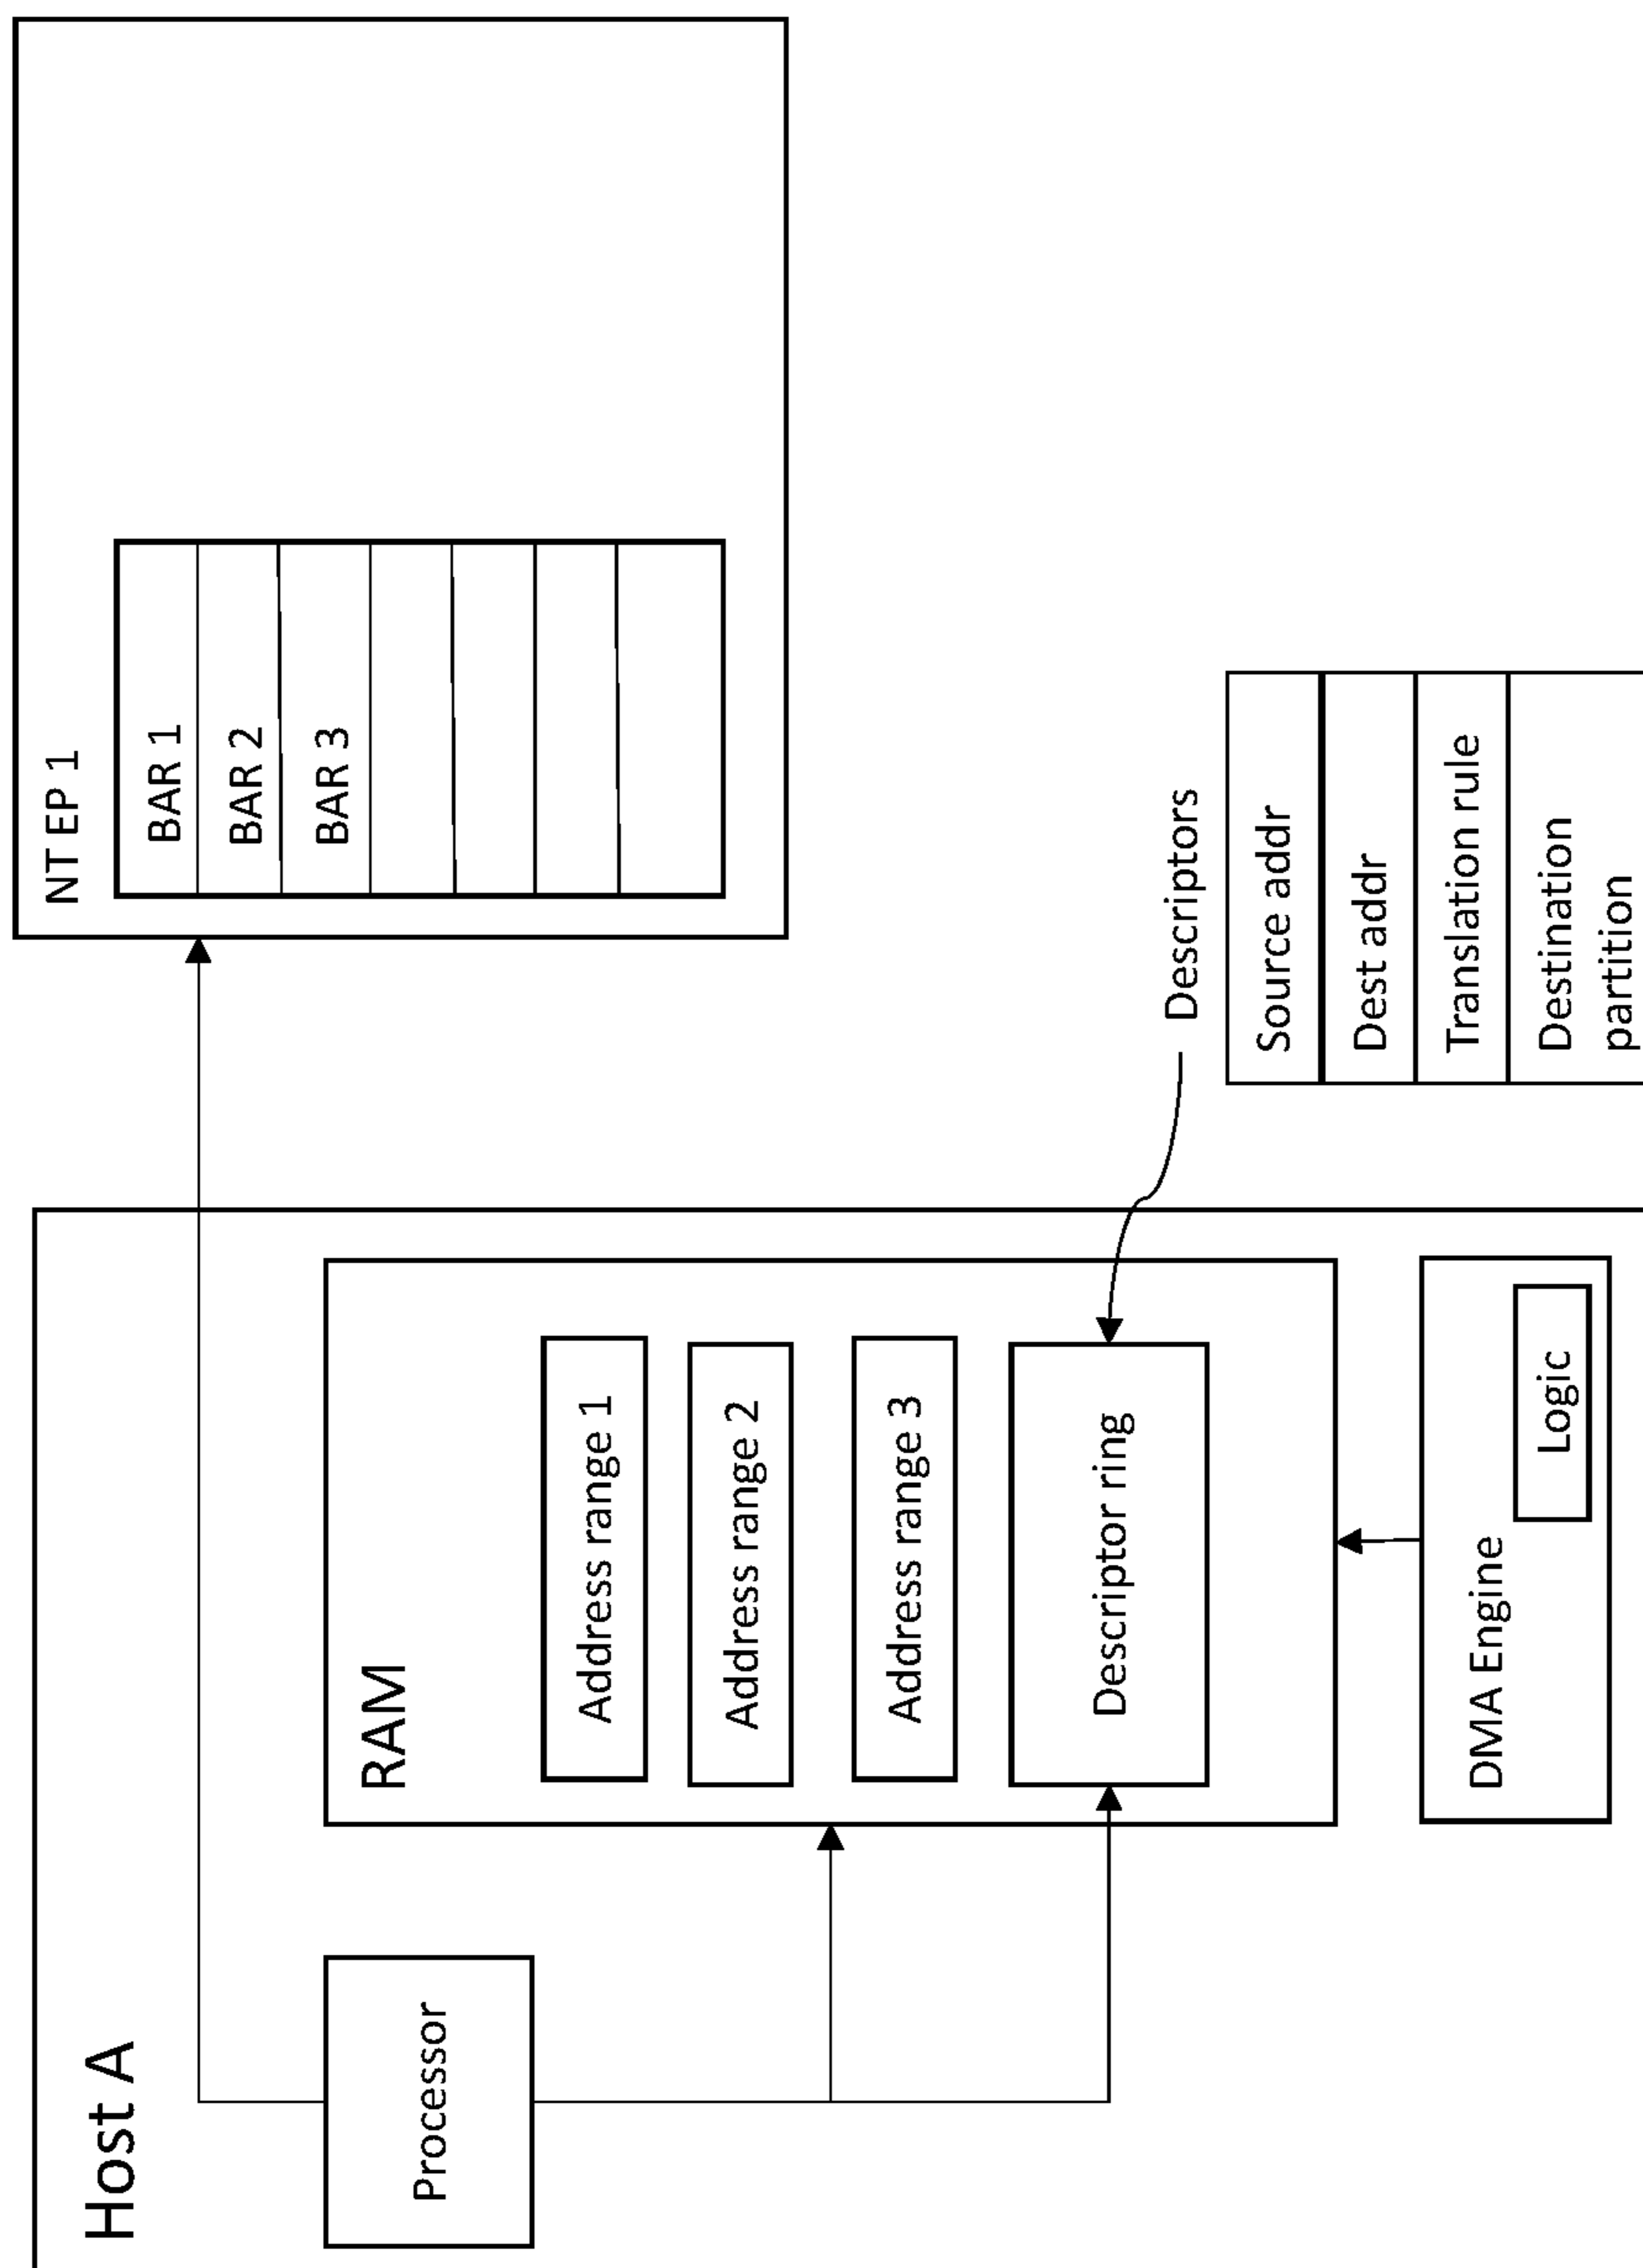 Host A
Processor
RAM
Address range 1
Address range 2
Address range 3
Descriptor ring
DMA Engine
Logic
NT EP 1
BAR 1
BAR 2
BAR 3
Descriptors
Source addr
Dest addr
Translation rule
Destination
partition